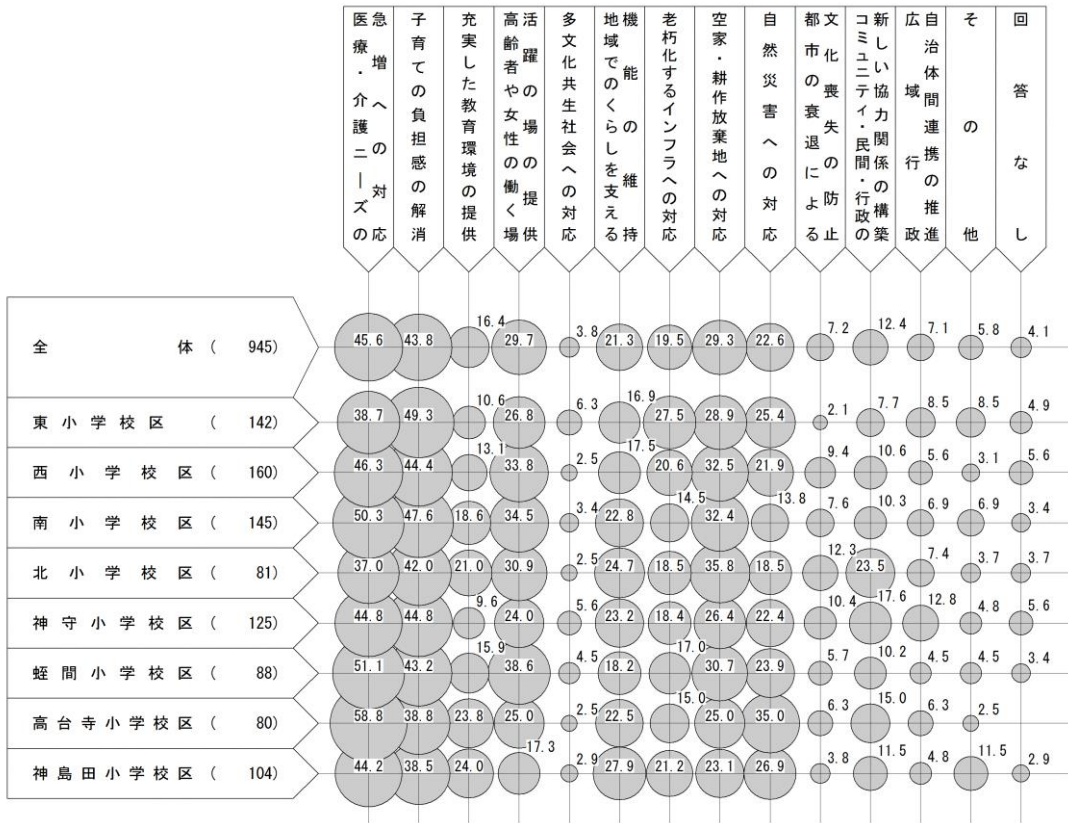 医療・介護ニーズの
急増への対応
子育ての負担感の解消
充実した教育環境の提供
高齢者や女性の働く場
活躍の場の提供
多文化共生社会への対応
地域でのくらしを支える
機能の維持
老朽化するインフラへの対応
空家・耕作放棄地への対応
自然災害への対応
都市の衰退による
文化喪失の防止
コミュニティ・民間・行政の
新しい協力関係の構築
広域行政
自治体間連携の推進
その他
回答なし
全体 ( 945) 45.6 43.8 16.4 29.7 3.8 21.3 19.5 29.3 22.6 7.2 12.4 7.1 5.8 4.1
東小学校区 ( 142) 38.7 49.3 10.6 26.8 6.3 16.9 27.5 28.9 25.4 2.1 7.7 8.5 8.5 4.9
西小学校区 ( 160) 46.3 44.4 13.1 33.8 2.5 17.5 20.6 32.5 21.9 9.4 10.6 5.6 3.1 5.6
南小学校区 ( 145) 50.3 47.6 18.6 34.5 3.4 22.8 14.5 32.4 13.8 7.6 10.3 6.9 6.9 3.4
北小学校区 ( 81) 37.0 42.0 21.0 30.9 2.5 24.7 18.5 35.8 18.5 12.3 23.5 7.4 3.7 3.7
神守小学校区 ( 125) 44.8 44.8 9.6 24.0 5.6 23.2 18.4 26.4 22.4 10.4 17.6 12.8 4.8 5.6
蛭間小学校区 ( 88) 51.1 43.2 15.9 38.6 4.5 18.2 17.0 30.7 23.9 5.7 10.2 4.5 4.5 3.4
高台寺小学校区 ( 80) 58.8 38.8 23.8 25.0 2.5 22.5 15.0 25.0 35.0 6.3 15.0 6.3 2.5
神島田小学校区 ( 104) 44.2 38.5 24.0 17.3 2.9 27.9 21.2 23.1 26.9 3.8 11.5 4.8 11.5 2.9